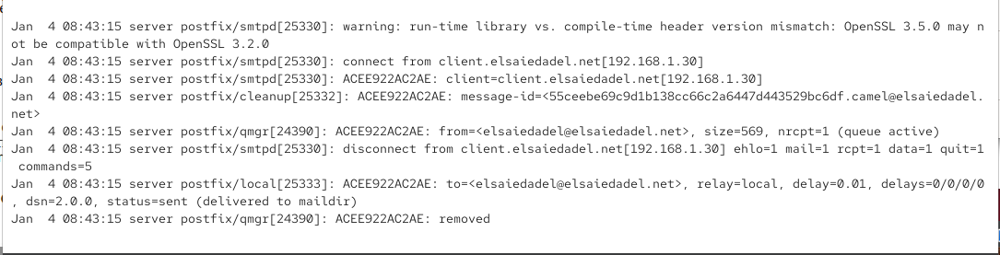 Jan  4 08:43:15 server postfix/smtpd[25330]: warning: run-time library vs. compile-time header version mismatch: OpenSSL 3.5.0 may n
ot be compatible with OpenSSL 3.2.0
Jan  4 08:43:15 server postfix/smtpd[25330]: connect from client.elsaiedadel.net[192.168.1.30]
Jan  4 08:43:15 server postfix/smtpd[25330]: ACEE922AC2AE: client=client.elsaiedadel.net[192.168.1.30]
Jan  4 08:43:15 server postfix/cleanup[25332]: ACEE922AC2AE: message-id=<55ceebe69c9d1b138cc66c2a6447d443529bc6df.camel@elsaiedadel.
net>
Jan  4 08:43:15 server postfix/qmgr[24390]: ACEE922AC2AE: from=<elsaiedadel@elsaiedadel.net>, size=569, nrcpt=1 (queue active)
Jan  4 08:43:15 server postfix/smtpd[25330]: disconnect from client.elsaiedadel.net[192.168.1.30] ehlo=1 mail=1 rcpt=1 data=1 quit=1
 commands=5
Jan  4 08:43:15 server postfix/local[25333]: ACEE922AC2AE: to=<elsaiedadel@elsaiedadel.net>, relay=local, delay=0.01, delays=0/0/0/0
, dsn=2.0.0, status=sent (delivered to maildir)
Jan  4 08:43:15 server postfix/qmgr[24390]: ACEE922AC2AE: removed